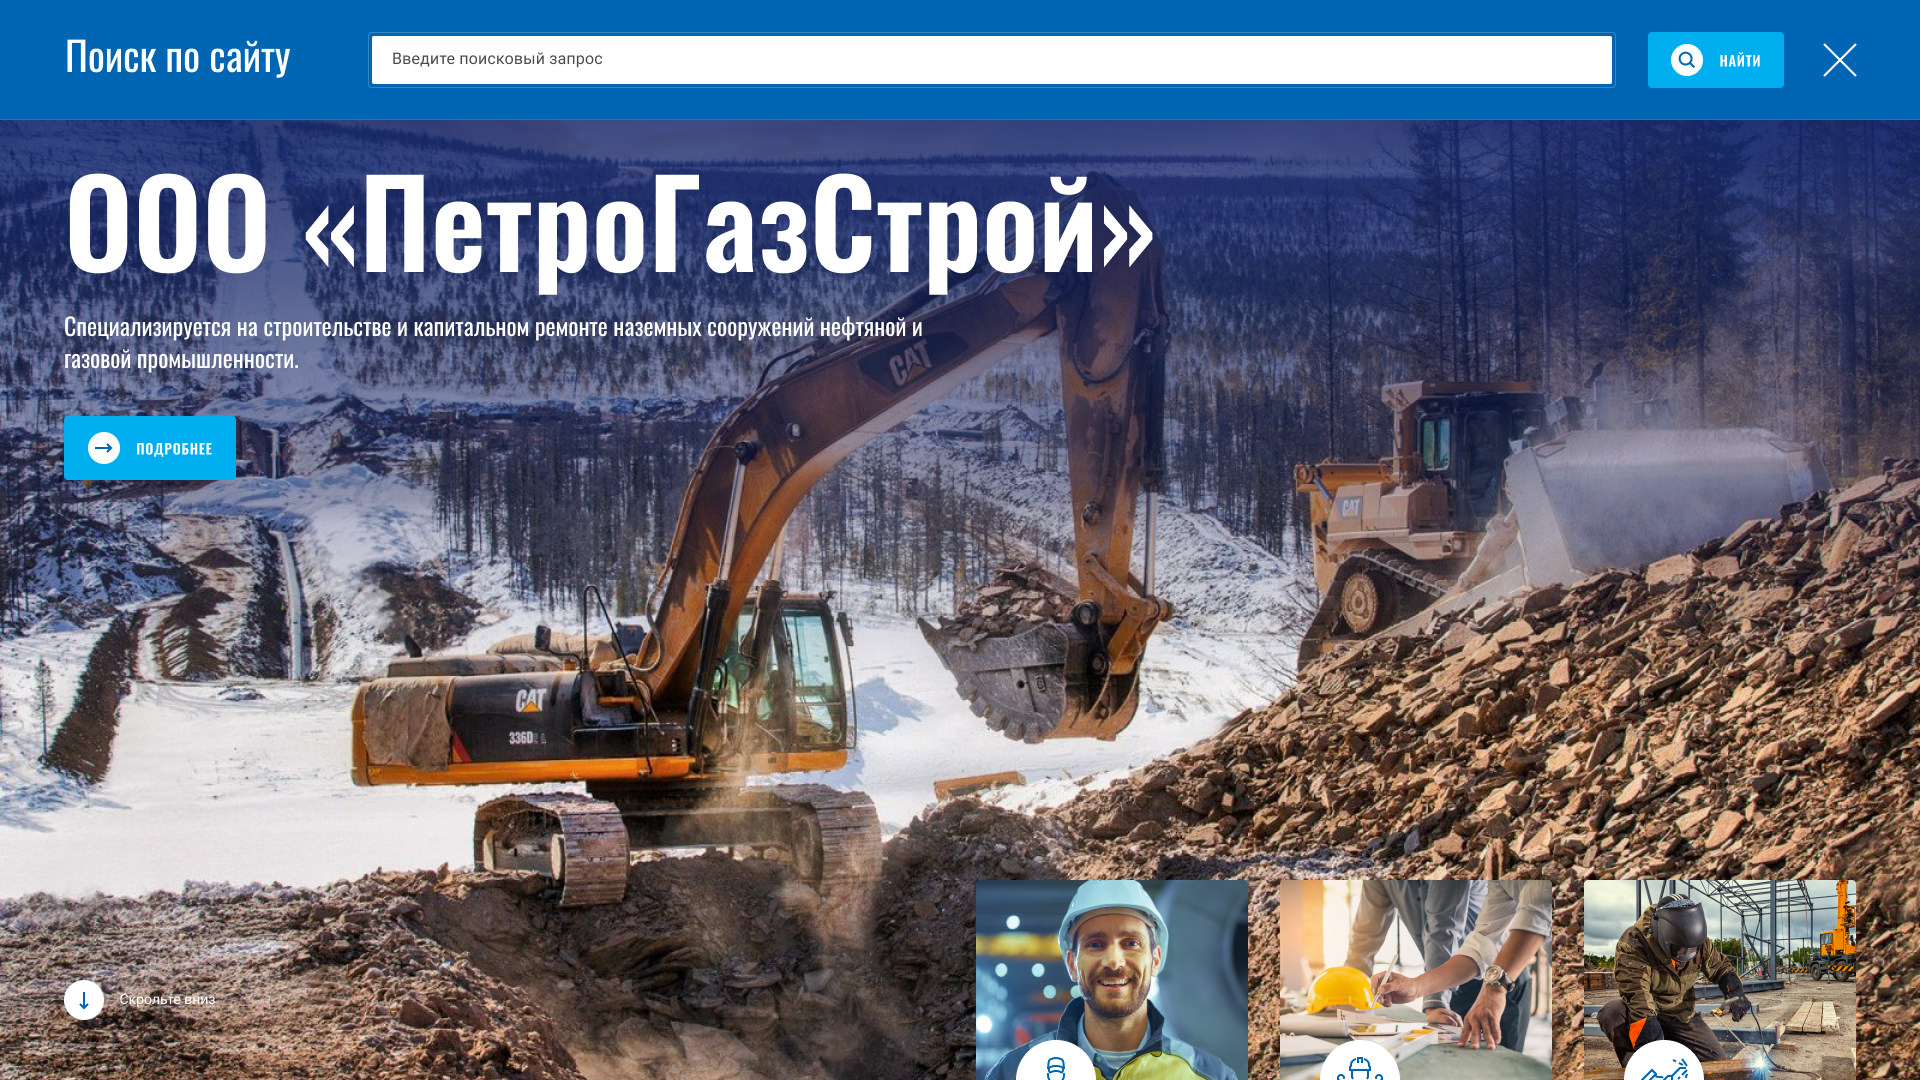 Поиск по сайту
Введите поисковый запрос
НАЙТИ
ООО «ПетроГазСтрой»
Специализируется на строительстве и капитальном ремонте наземных сооружений нефтяной и
газовой промышленности.
ПОДРОБНЕЕ
CAT
CAT
CAT
336D
Скрольте вниз